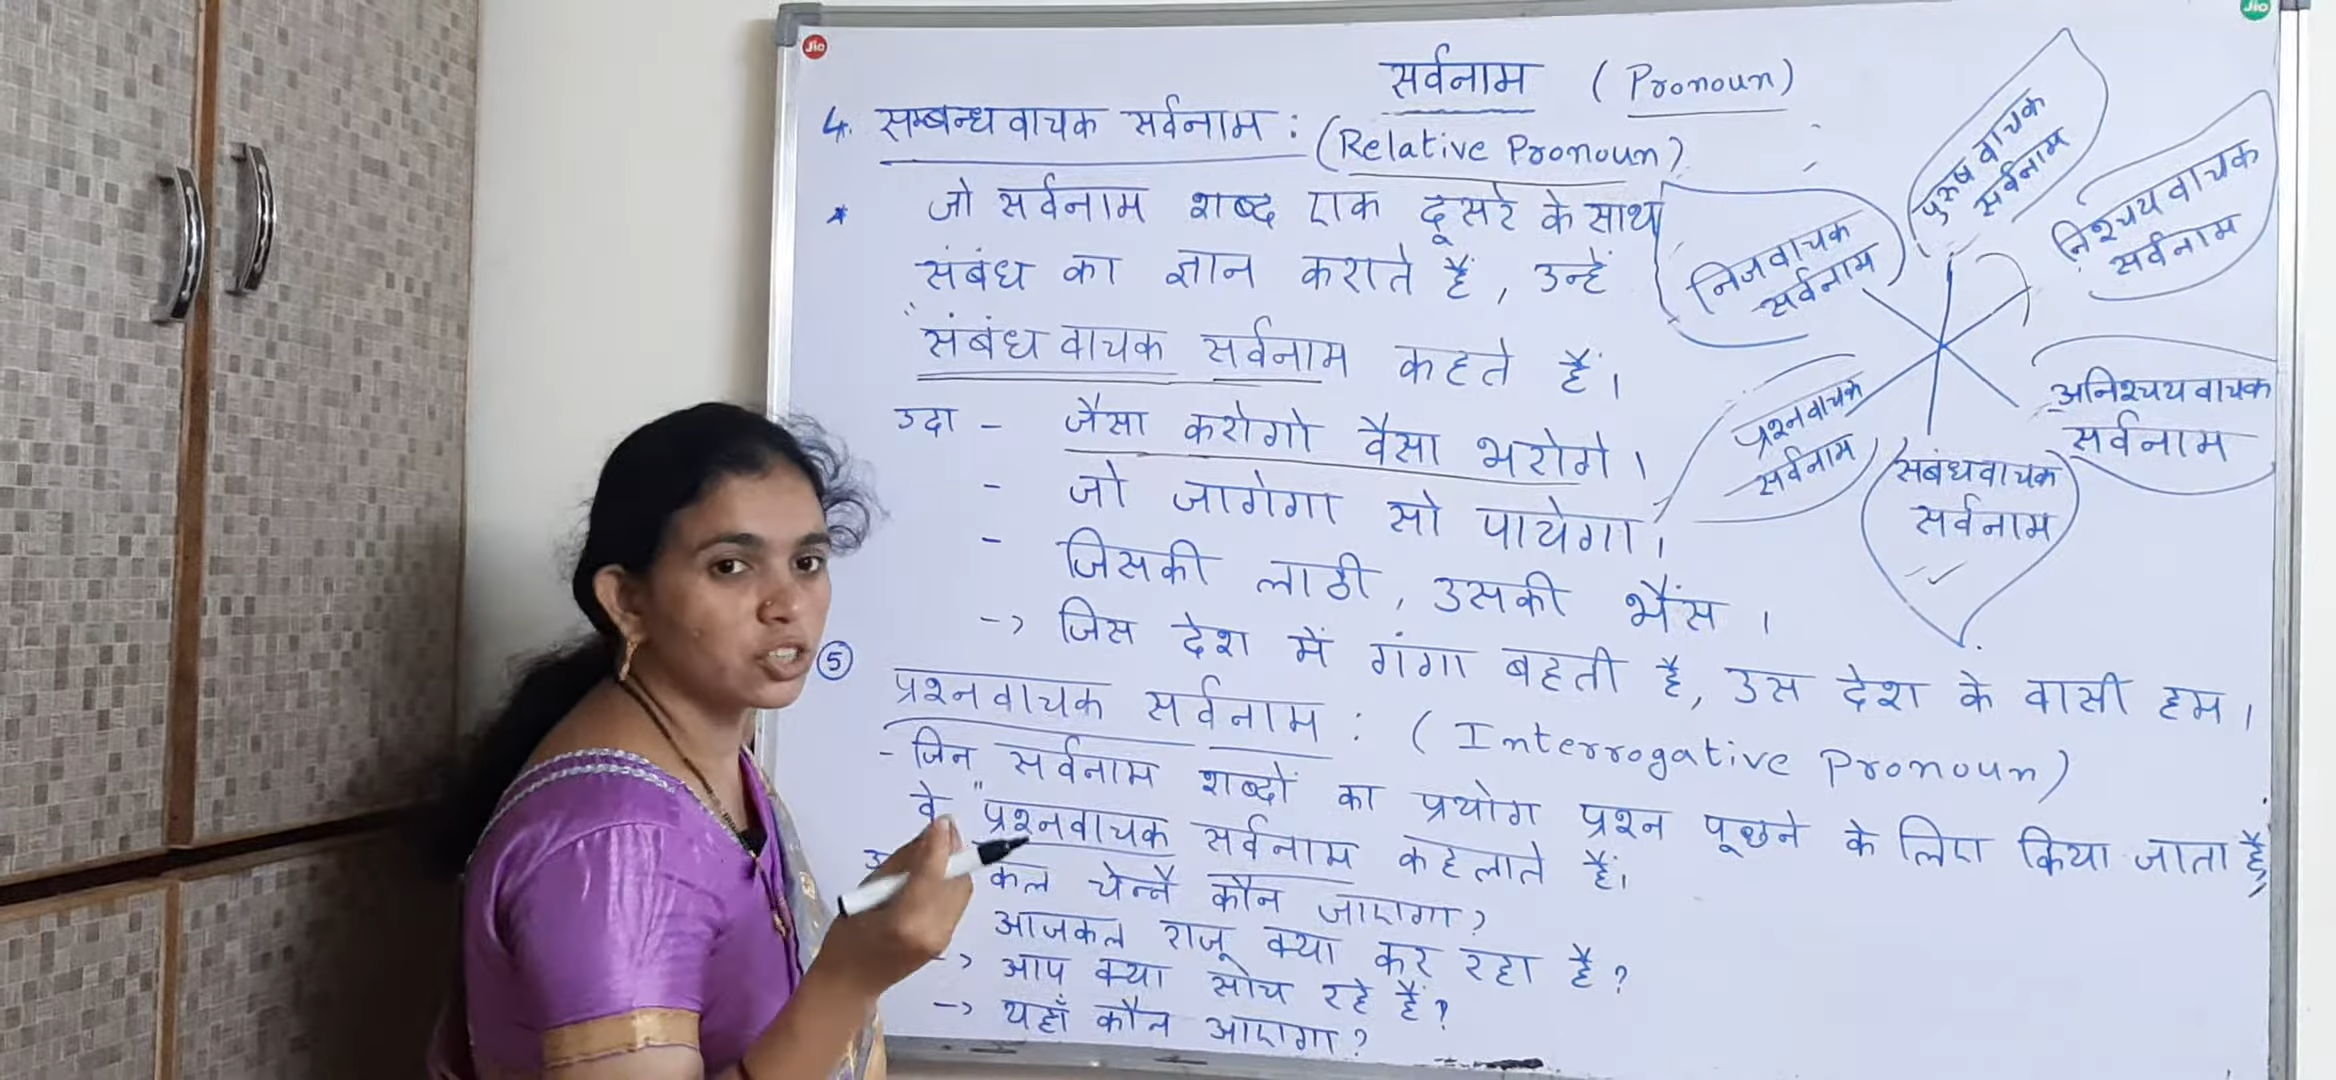 Jio
Jio
सर्वनाम (Pronoun)
4. सम्बन्धवाचक सर्वनाम : (Relative Pronoun)
* जो सर्वनाम शब्द एक दूसरे के साथ
संबंध का ज्ञान कराते हैं, उन्हें
"संबंध वाचक सर्वनाम कहते हैं।
उदा - जैसा करोगो वैसा भरोगे।
- जो जागेगा सो पायेगा।
- जिसकी लाठी, उसकी भैंस।
-> जिस देश में गंगा बहती है, उस देश के वासी हम।
⑤ प्रश्नवाचक सर्वनाम : (Interrogative Pronoun)
- जिन सर्वनाम शब्दों का प्रयोग प्रश्न पूछने के लिए किया जाता है,
वे "प्रश्नवाचक सर्वनाम कहलाते हैं।
कल चेन्नै कौन जाएगा?
आजकल राजू क्या कर रहा है?
-> आप क्या सोच रहे हैं?
-> यहाँ कौन आएगा?
पुरुष वाचक
सर्वनाम
निश्चयवाचक
सर्वनाम
अनिश्चयवाचक
सर्वनाम
सबंधवाचक
सर्वनाम
प्रश्नवाचक
सर्वनाम
निजवाचक
सर्वनाम